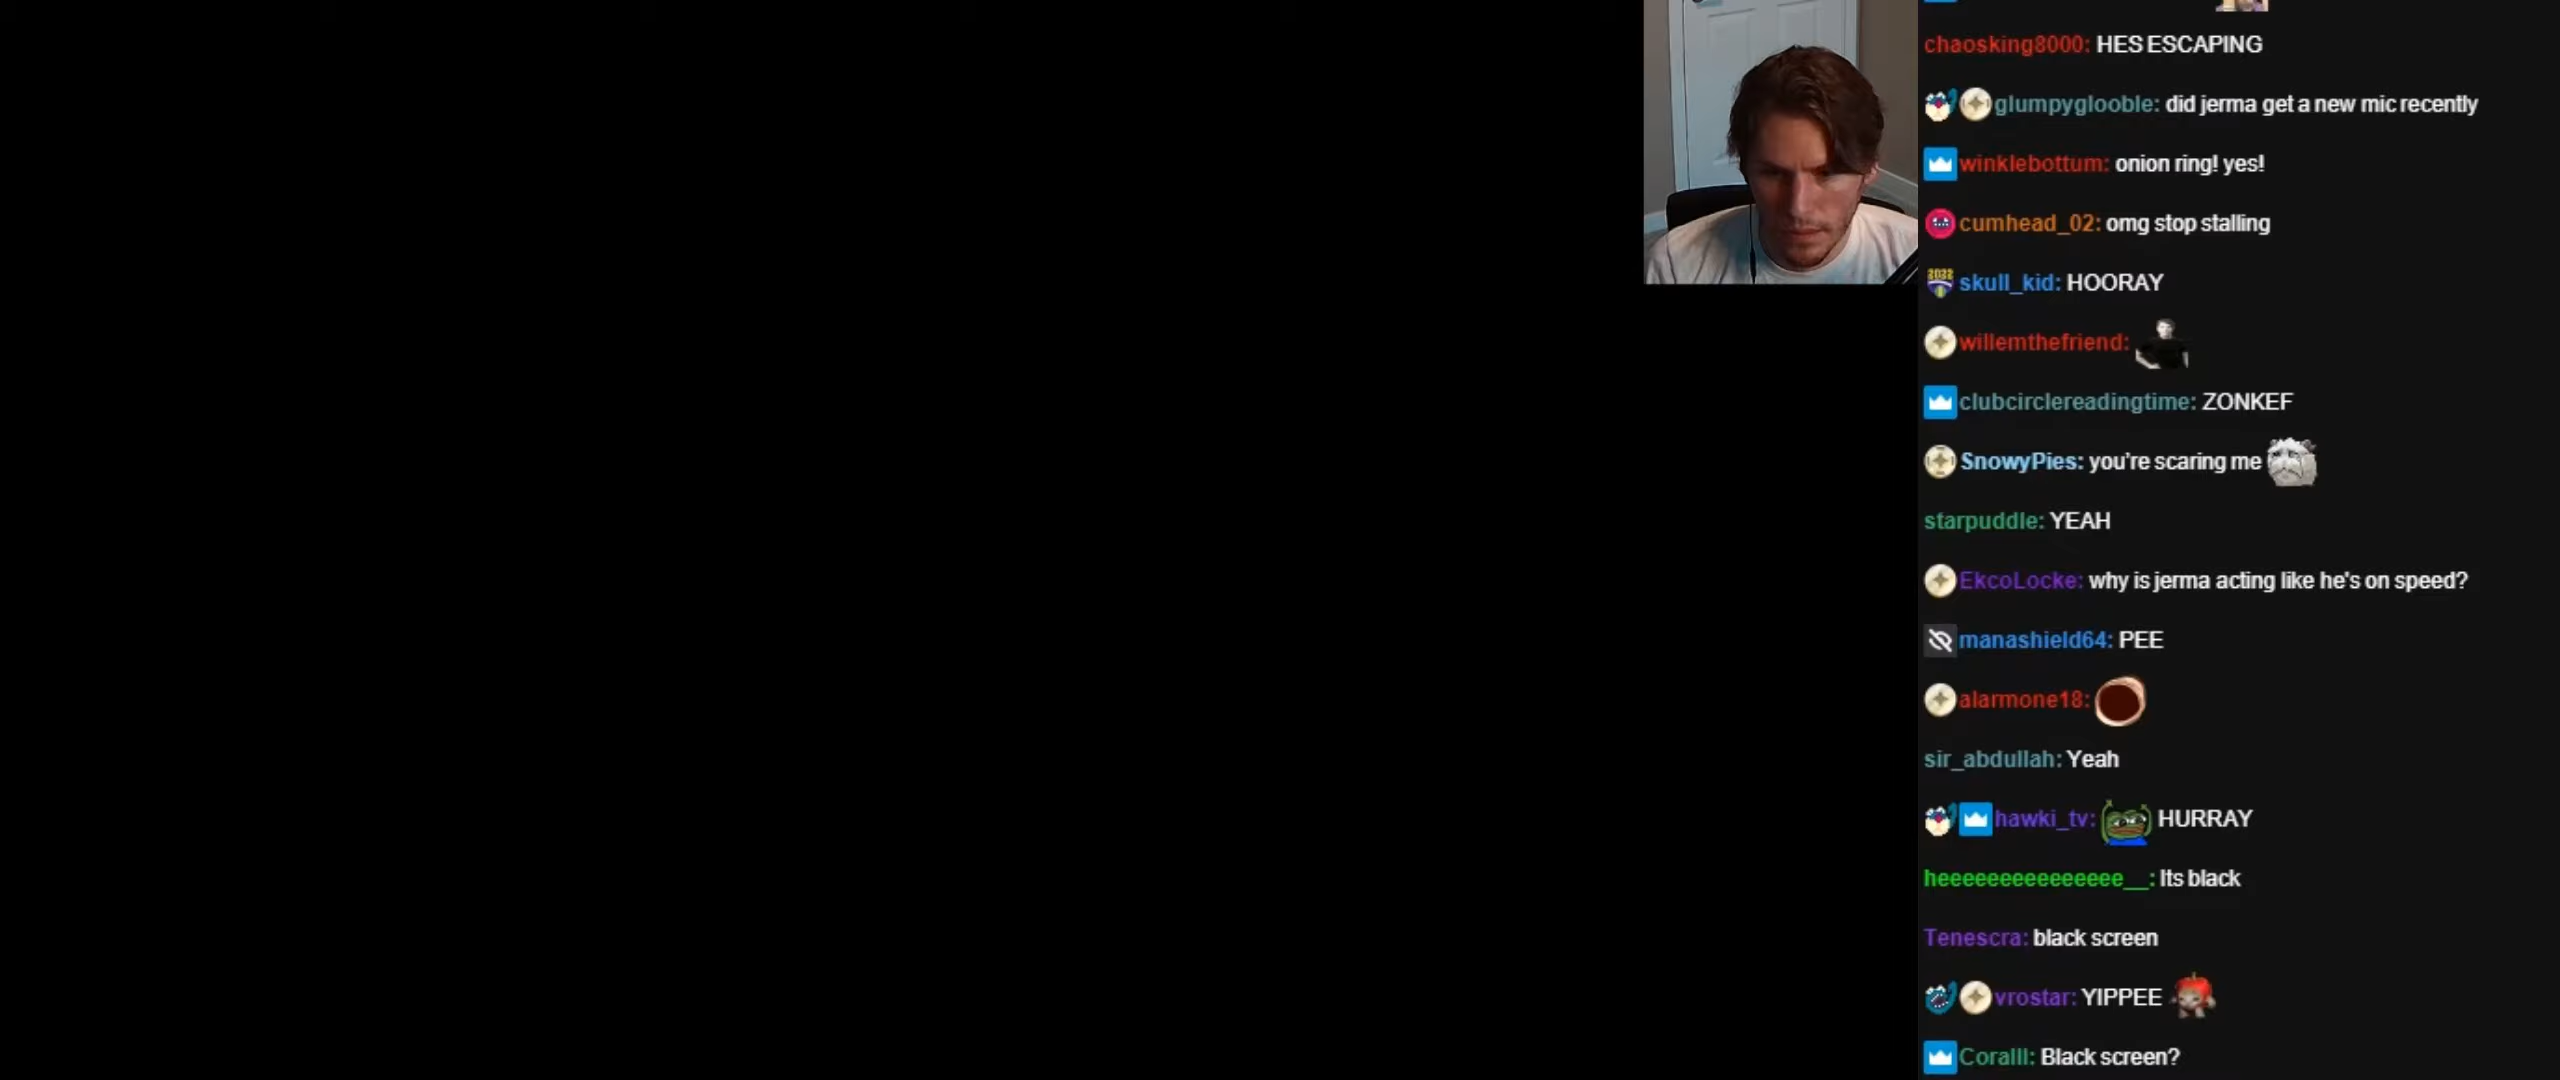 chaosking8000: HES ESCAPING
glumpyglooble: did jerma get a new mic recently
winklebottum: onion ring! yes!
cumhead_02: omg stop stalling
skull_kid: HOORAY
willemthefriend:
clubcirclereadingtime: ZONKEF
SnowyPies: you're scaring me
starpuddle: YEAH
EkcoLocke: why is jerma acting like he's on speed?
manashield64: PEE
alarmone18:
sir_abdullah: Yeah
hawki_tv: HURRAY
heeeeeeeeeeeeeee__: Its black
Tenescra: black screen
vrostar: YIPPEE
Coralll: Black screen?